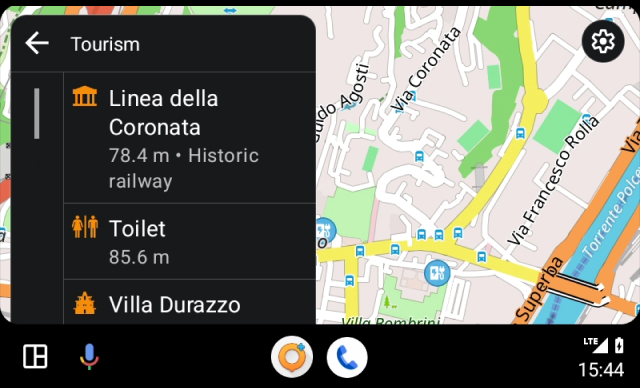 Tourism
Linea della
Coronata
78.4 m • Historic
railway
Toilet
85.6 m
Villa Durazzo
Via Coronata
Agosti
Via Francesco Rolla
Torrente Polce
Via
Superba
Villa Bombrini
LTE
15:44